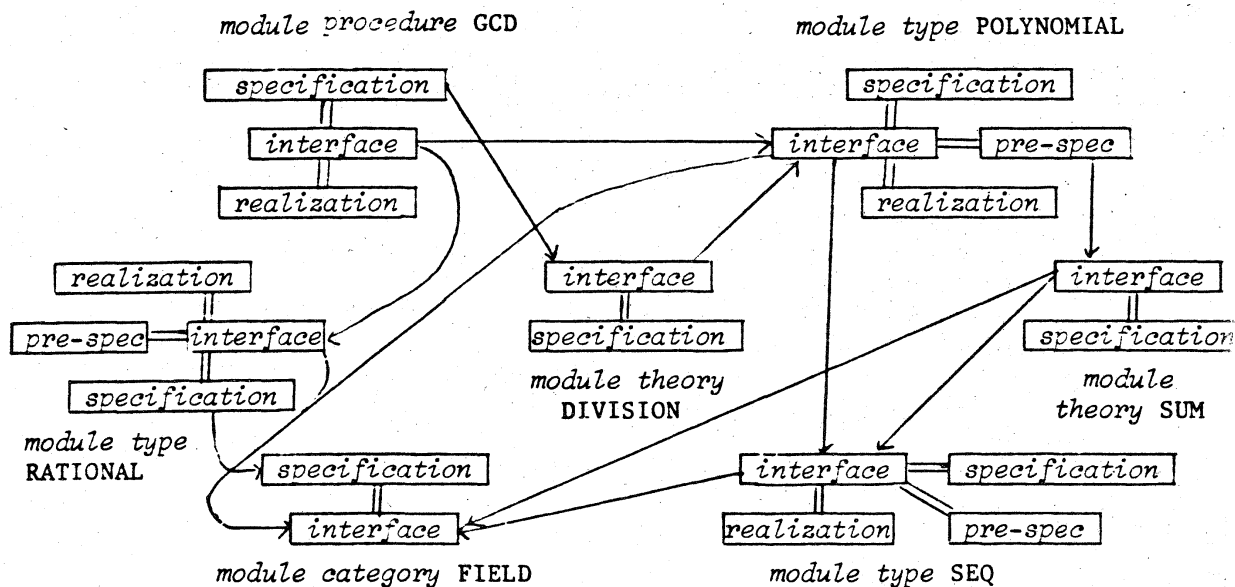 module procedure GCD
specification
interface
realization
module type POLYNOMIAL
specification
interface
pre-spec
realization
realization
pre-spec
interface
specification
module type
RATIONAL
interface
specification
module theory
DIVISION
interface
specification
module
theory SUM
specification
interface
module category FIELD
interface
specification
realization
pre-spec
module type SEQ